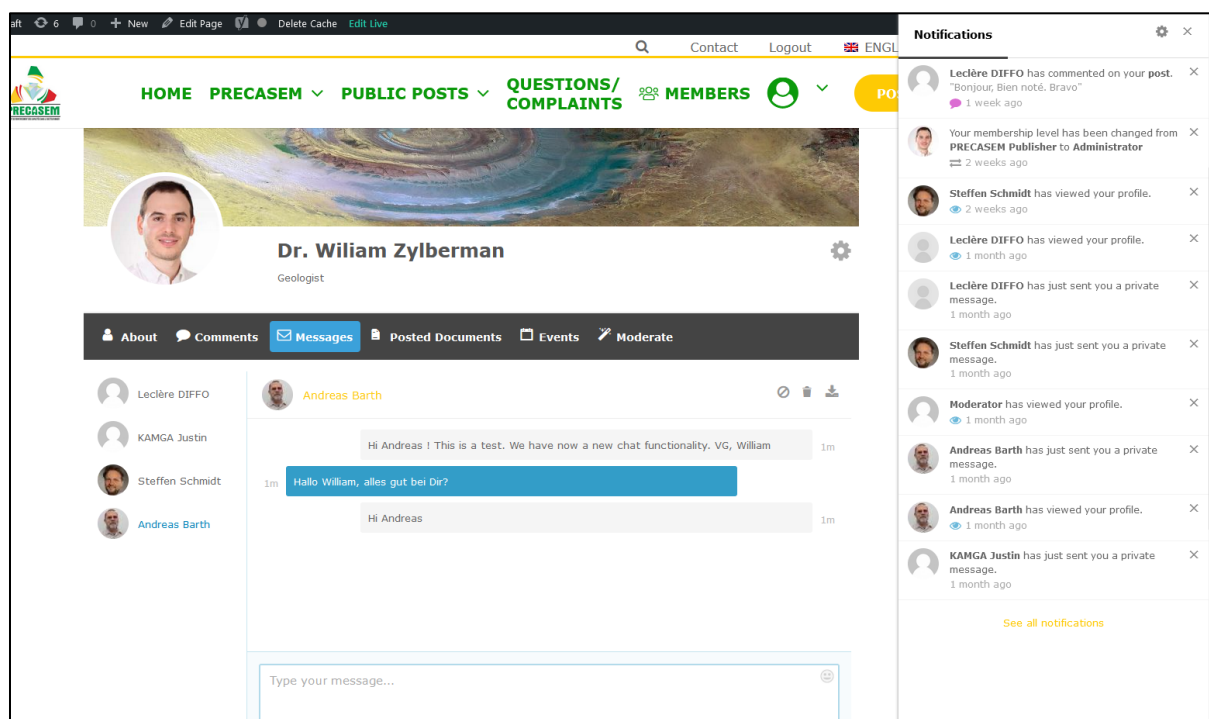 aft 6 0 + New Edit Page Delete Cache Edit Live
Contact Logout ENGL
PRECASEM
HOME PRECASEM PUBLIC POSTS QUESTIONS/
COMPLAINTS MEMBERS PO
Dr. Wiliam Zylberman
Geologist
About Comments Messages Posted Documents Events Moderate
Leclère DIFFO
KAMGA Justin
Steffen Schmidt
Andreas Barth
Andreas Barth
Hi Andreas ! This is a test. We have now a new chat functionality. VG, William 1m
1m Hallo William, alles gut bei Dir?
Hi Andreas 1m
Type your message...
Notifications
Leclère DIFFO has commented on your post.
"Bonjour, Bien noté. Bravo"
1 week ago
Your membership level has been changed from
PRECASEM Publisher to Administrator
2 weeks ago
Steffen Schmidt has viewed your profile.
2 weeks ago
Leclère DIFFO has viewed your profile.
1 month ago
Leclère DIFFO has just sent you a private
message.
1 month ago
Steffen Schmidt has just sent you a private
message.
1 month ago
Moderator has viewed your profile.
1 month ago
Andreas Barth has just sent you a private
message.
1 month ago
Andreas Barth has viewed your profile.
1 month ago
KAMGA Justin has just sent you a private
message.
1 month ago
See all notifications